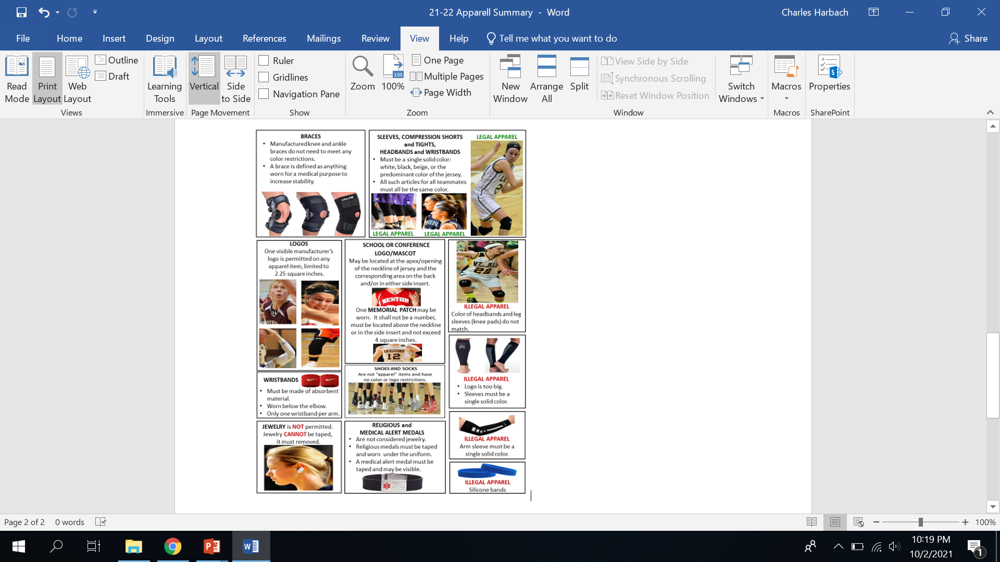 21-22 Apparell Summary - Word
Charles Harbach
File Home Insert Design Layout References Mailings Review View Help Tell me what you want to do Share
Read Mode
Print Layout
Web Layout
Outline
Draft
Views
Learning Tools
Immersive
Vertical
Side to Side
Page Movement
Ruler
Gridlines
Navigation Pane
Show
Zoom
100
100%
One Page
Multiple Pages
Page Width
Zoom
New Window
Arrange All
Split
View Side by Side
Synchronous Scrolling
Reset Window Position
Switch Windows
Window
Macros
Macros
Properties
SharePoint
BRACES
• Manufactured knee and ankle
braces do not need to meet any
color restrictions.
• A brace is defined as anything
worn for a medical purpose to
increase stability.
SLEEVES, COMPRESSION SHORTS
and TIGHTS,
HEADBANDS and WRISTBANDS
• Must be a single solid color:
white, black, beige, or the
predominant color of the jersey.
• All such articles for all teammates
must all be the same color.
LEGAL APPAREL
LEGAL APPAREL
LEGAL APPAREL
LOGOS
One visible manufacturer's
logo is permitted on any
apparel item, limited to
2.25 square inches.
SCHOOL OR CONFERENCE
LOGO/MASCOT
May be located at the apex/opening
of the neckline of jersey and the
corresponding area on the back
and/or in either side insert.
MENTOR
One MEMORIAL PATCH may be
worn. It shall not be a number,
must be located above the neckline
or in the side insert and not exceed
4 square inches.
DRAGONS
12
24
ILLEGAL APPAREL
Color of headbands and leg
sleeves (knee pads) do not
match.
ILLEGAL APPAREL
• Logo is too big.
• Sleeves must be a
single solid color.
WRISTBANDS
• Must be made of absorbent
material.
• Worn below the elbow.
• Only one wristband per arm.
SHOES AND SOCKS
Are not "apparel" items and have
no color or logo restrictions.
ILLEGAL APPAREL
Arm sleeve must be a
single solid color.
JEWELRY is NOT permitted.
Jewelry CANNOT be taped,
it must removed.
RELIGIOUS and
MEDICAL ALERT MEDALS
• Are not considered jewelry.
• Religious medals must be taped
and worn under the uniform.
• A medical alert medal must be
taped and may be visible.
ILLEGAL APPAREL
Silicone bands
Page 2 of 2 0 words
100%
10:19 PM
10/2/2021
1